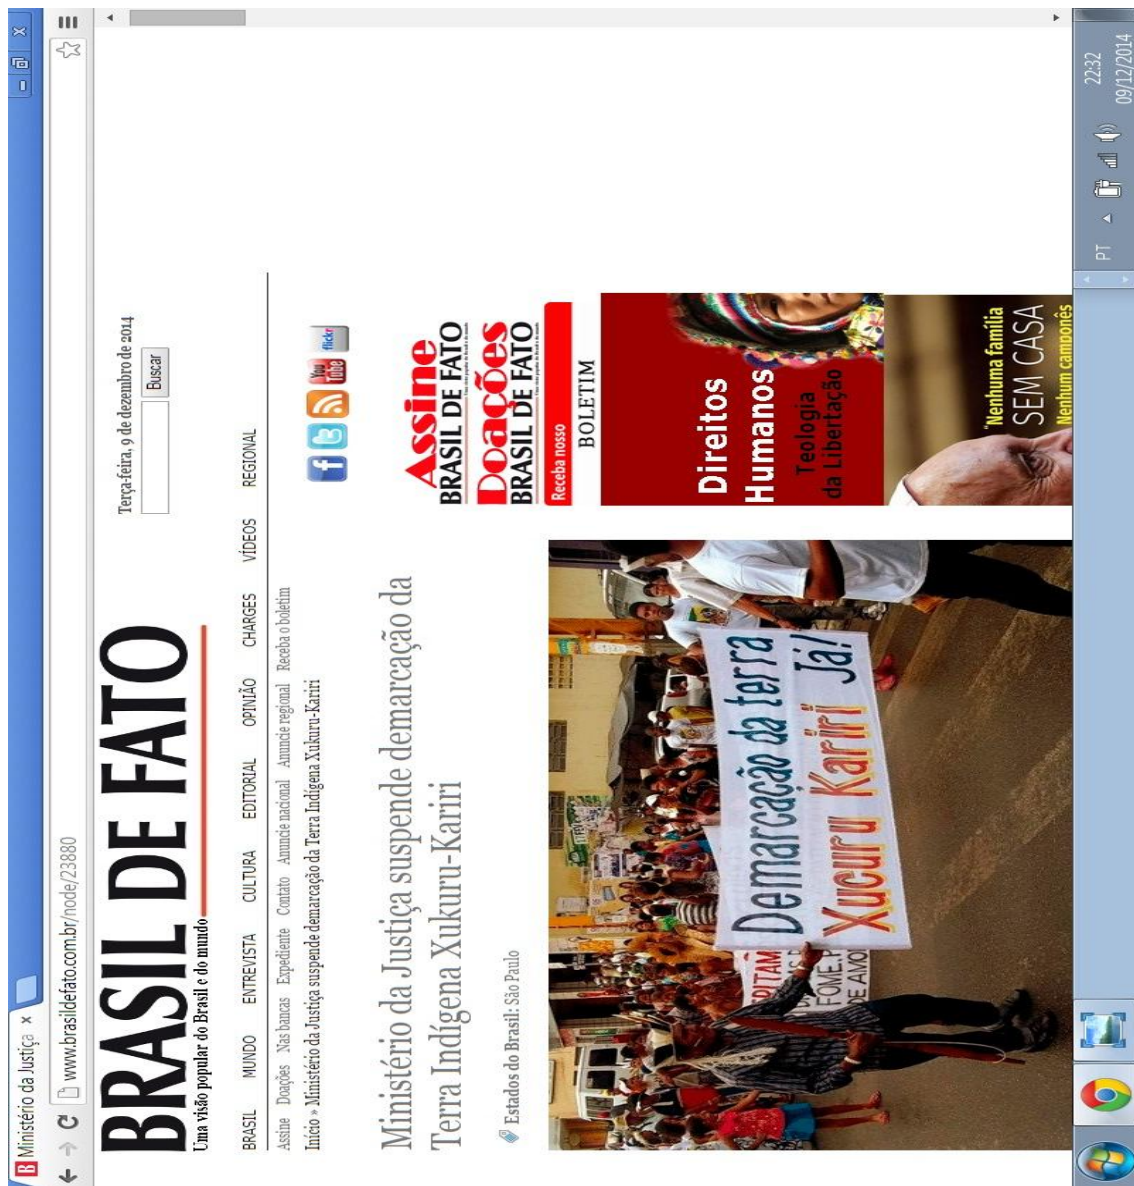 Ministério da Justiça
www.brasildefato.com.br/node/23880
BRASIL DE FATO
Uma visão popular do Brasil e do mundo
Terça-feira, 9 de dezembro de 2014
Buscar
BRASIL MUNDO ENTREVISTA CULTURA EDITORIAL OPINIÃO CHARGES VÍDEOS REGIONAL
Assine Doações Nas bancas Expediente Contato Anuncie nacional Anuncie regional Receba o boletim
Início » Ministério da Justiça suspende demarcação da Terra Indígena Xukuru-Kariri
You Tube
flickr
Ministério da Justiça suspende demarcação da
Terra Indígena Xukuru-Kariri
Estados do Brasil: São Paulo
Demarcação da terra
Xucuru Kariri Já!
FOME.
E AMO
Assine
BRASIL DE FATO
Doações
BRASIL DE FATO
Receba nosso
BOLETIM
Direitos
Humanos
Teologia
da Libertação
"Nenhuma família
SEM CASA
Nenhum camponês
PT
22:32
09/12/2014